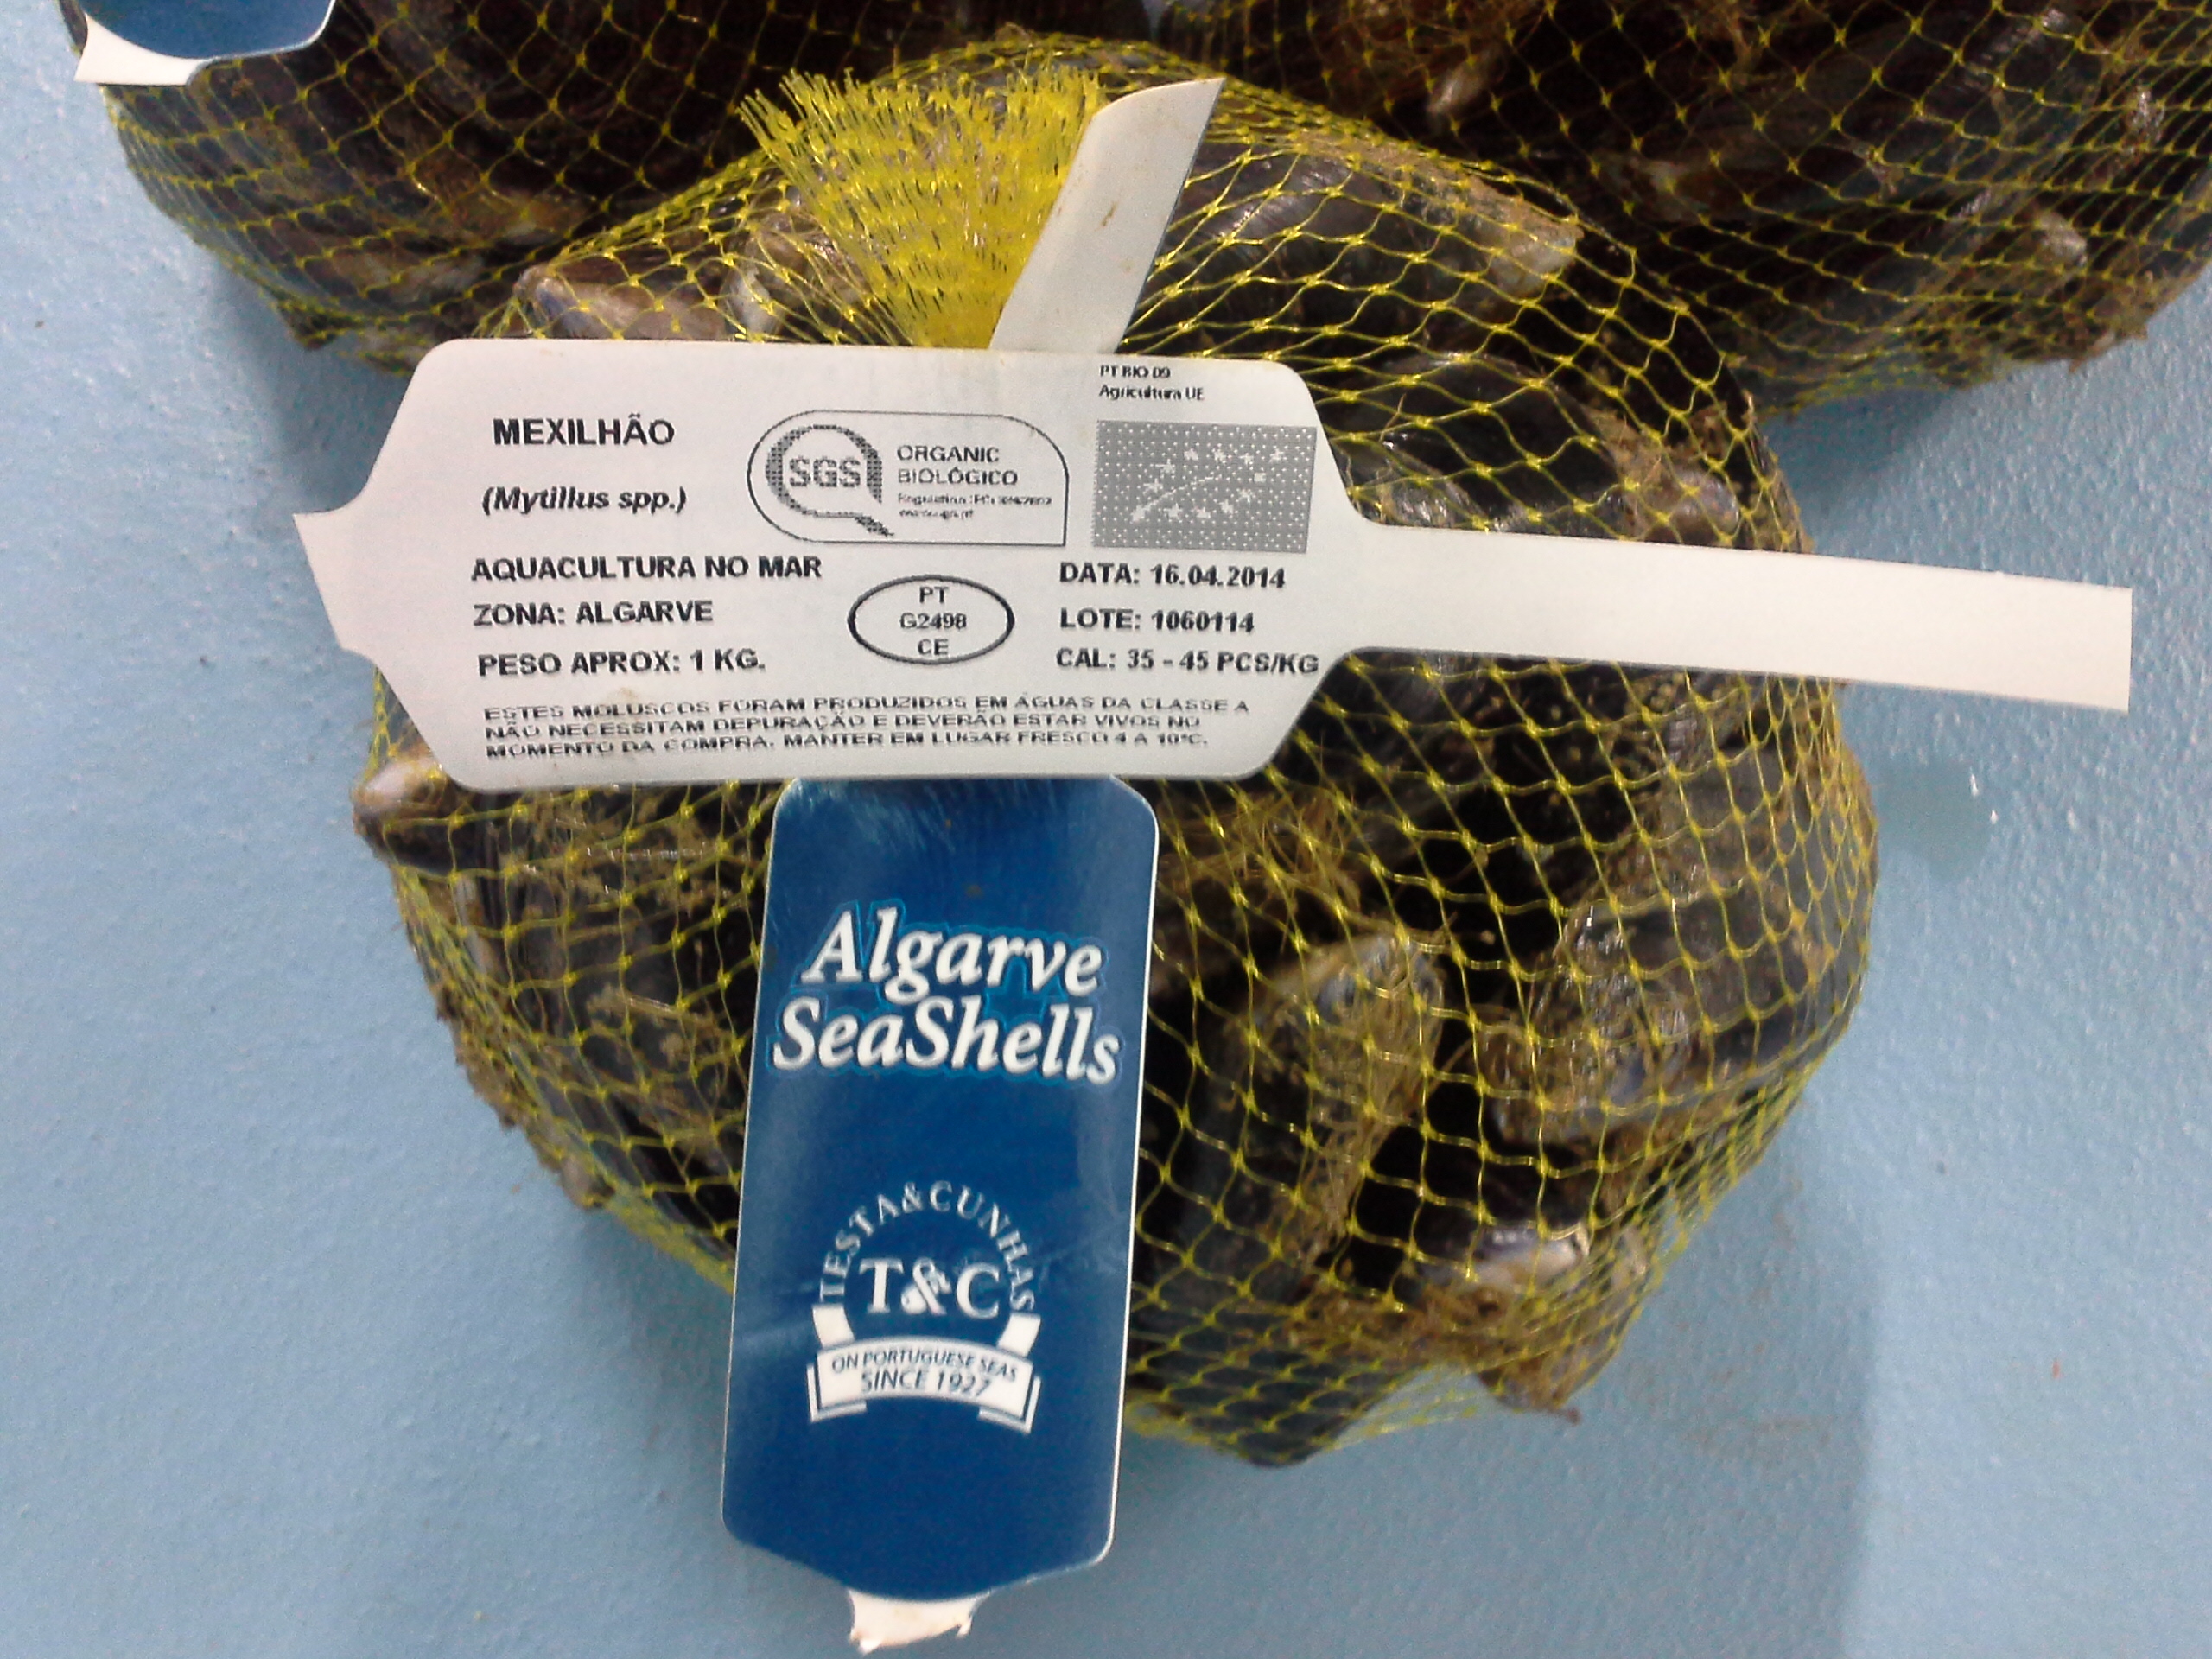 PT BIO 09
Agricultura UE
MEXILHÃO
(Mytillus spp.)
SGS
ORGANIC
BIOLÓGICO
AQUACULTURA NO MAR
ZONA: ALGARVE
PESO APROX: 1 KG.
PT
G2498
CE
DATA: 16.04.2014
LOTE: 1060114
CAL: 35 - 45 PCS/KG
ESTES MOLUSCOS FORAM PRODUZIDOS EM ÁGUAS DA CLASSE A
NÃO NECESSITAM DEPURAÇÃO E DEVERÃO ESTAR VIVOS NO
MOMENTO DA COMPRA. MANTER EM LUGAR FRESCO 4 A 10ºC.
Algarve
SeaShells
TESTA&CUNHAS
T&C
ON PORTUGUESE SEAS
SINCE 1927